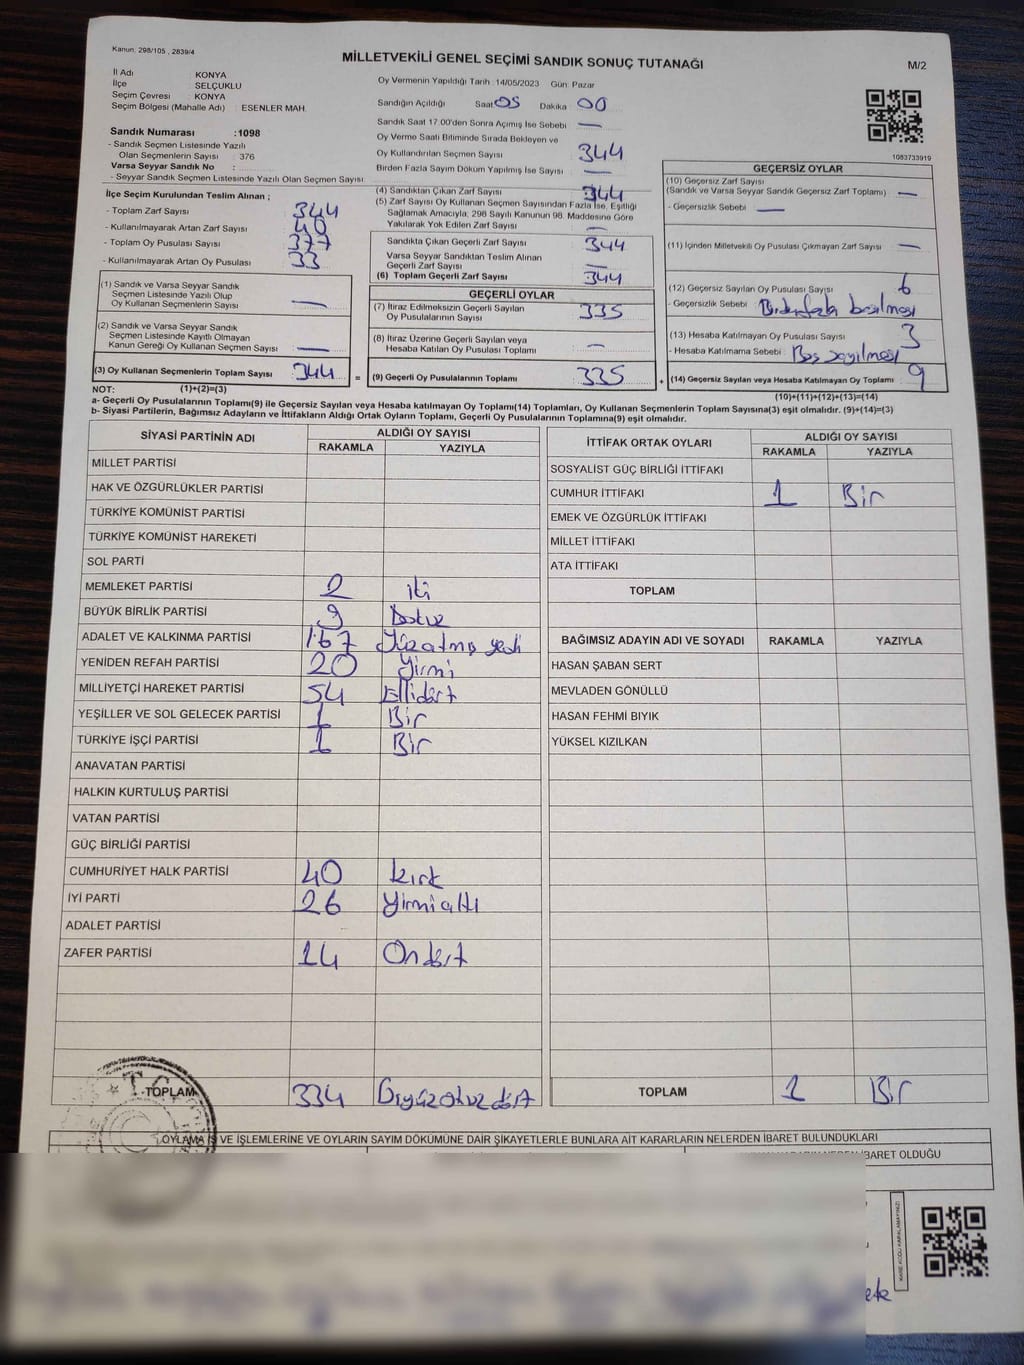 Kanun, 298/105 , 2839/4
MİLLETVEKİLİ GENEL SEÇİMİ SANDIK SONUÇ TUTANAĞI
M/2
İl Adı KONYA
İlçe SELÇUKLU
Seçim Çevresi : KONYA
Seçim Bölgesi (Mahalle Adı) : ESENLER MAH.
Sandık Numarası :1098
- Sandık Seçmen Listesinde Yazılı
Olan Seçmenlerin Sayısı : 376
Varsa Seyyar Sandık No :
- Seyyar Sandık Seçmen Listesinde Yazılı Olan Seçmen Sayısı:
Oy Vermenin Yapıldığı Tarih :14/05/2023 Gün: Pazar
Sandığın Açıldığı Saat 05 Dakika 00
Sandık Saat 17.00'den Sonra Açımış İse Sebebi —
Oy Verme Saati Bitiminde Sırada Bekleyen ve
Oy Kullandırılan Seçmen Sayısı 344
Birden Fazla Sayım Döküm Yapılmış İse Sayısı —
1083733919
İlçe Seçim Kurulundan Teslim Alınan ;
- Toplam Zarf Sayısı 344
- Kullanılmayarak Artan Zarf Sayısı 40
- Toplam Oy Pusulası Sayısı 377
- Kullanılmayarak Artan Oy Pusulası 33
(4) Sandıktan Çıkan Zarf Sayısı 344
(5) Zarf Sayısı Oy Kullanan Seçmen Sayısından Fazla İse, Eşitliği
Sağlamak Amacıyla, 298 Sayılı Kanunun 98. Maddesine Göre
Yakılarak Yok Edilen Zarf Sayısı —
Sandıkta Çıkan Geçerli Zarf Sayısı 344
Varsa Seyyar Sandıktan Teslim Alınan
Geçerli Zarf Sayısı —
(6) Toplam Geçerli Zarf Sayısı 344
GEÇERSİZ OYLAR
(10) Geçersiz Zarf Sayısı
(Sandık ve Varsa Seyyar Sandık Geçersiz Zarf Toplamı) —
- Geçersizlik Sebebi : —
(11) İçinden Milletvekili Oy Pusulası Çıkmayan Zarf Sayısı —
(12) Geçersiz Sayılan Oy Pusulası Sayısı 6
Geçersizlik Sebebi : Birdenfazla basılması
(13) Hesaba Katılmayan Oy Pusulası Sayısı 3
- Hesaba Katılmama Sebebi : Boş sayılması
(14) Geçersiz Sayılan veya Hesaba Katılmayan Oy Toplamı 9
(10)+(11)+(12)+(13)=(14)
(1) Sandık ve Varsa Seyyar Sandık
Seçmen Listesinde Yazılı Olup
Oy Kullanan Seçmenlerin Sayısı —
(2) Sandık ve Varsa Seyyar Sandık
Seçmen Listesinde Kayıtlı Olmayan
Kanun Gereği Oy Kullanan Seçmen Sayısı —
(3) Oy Kullanan Seçmenlerin Toplam Sayısı 344 =
GEÇERLİ OYLAR
(7) İtiraz Edilmeksizin Geçerli Sayılan
Oy Pusulalarının Sayısı 335
(8) İtiraz Üzerine Geçerli Sayılan veya
Hesaba Katılan Oy Pusulası Toplamı —
(9) Geçerli Oy Pusulalarının Toplamı 335 +
NOT: (1)+(2)=(3)
a- Geçerli Oy Pusulalarının Toplamı(9) ile Geçersiz Sayılan veya Hesaba katılmayan Oy Toplamı(14) Toplamları, Oy Kullanan Seçmenlerin Toplam Sayısına(3) eşit olmalıdır. (9)+(14)=(3)
b- Siyasi Partilerin, Bağımsız Adayların ve İttifakların Aldığı Oyların Toplamı, Geçerli Oy Pusulalarının Toplamına(9) eşit olmalıdır.
SİYASİ PARTİNİN ADI ALDIĞI OY SAYISI
RAKAMLA YAZIYLA
MİLLET PARTİSİ
HAK VE ÖZGÜRLÜKLER PARTİSİ
TÜRKİYE KOMÜNİST PARTİSİ
TÜRKİYE KOMÜNİST HAREKETİ
SOL PARTİ
MEMLEKET PARTİSİ 2 iki
BÜYÜK BİRLİK PARTİSİ 9 Dokuz
ADALET VE KALKINMA PARTİSİ 167 Yüzatmış yedi
YENİDEN REFAH PARTİSİ 20 Yirmi
MİLLİYETÇİ HAREKET PARTİSİ 54 Ellidört
YEŞİLLER VE SOL GELECEK PARTİSİ 1 Bir
TÜRKİYE İŞÇİ PARTİSİ 1 Bir
ANAVATAN PARTİSİ
HALKIN KURTULUŞ PARTİSİ
VATAN PARTİSİ
GÜÇ BİRLİĞİ PARTİSİ
CUMHURİYET HALK PARTİSİ 40 kırk
İYİ PARTİ 26 Yirmialtı
ADALET PARTİSİ
ZAFER PARTİSİ 14 Ondört
TOPLAM 334 Üçyüzotuzdört
İTTİFAK ORTAK OYLARI ALDIĞI OY SAYISI
RAKAMLA YAZIYLA
SOSYALİST GÜÇ BİRLİĞİ İTTİFAKI
CUMHUR İTTİFAKI 1 Bir
EMEK VE ÖZGÜRLÜK İTTİFAKI
MİLLET İTTİFAKI
ATA İTTİFAKI
TOPLAM
BAĞIMSIZ ADAYIN ADI VE SOYADI RAKAMLA YAZIYLA
HASAN ŞABAN SERT
MEVLADEN GÖNÜLLÜ
HASAN FEHMİ BIYIK
YÜKSEL KIZILKAN
TOPLAM 1 Bir
T.C.
OYLAMA İŞ VE İŞLEMLERİNE VE OYLARIN SAYIM DÖKÜMÜNE DAİR ŞİKAYETLERLE BUNLARA AİT KARARLARIN NELERDEN İBARET BULUNDUKLARI
İBARET OLDUĞU
KARE KODU KARALAMAYINIZ!